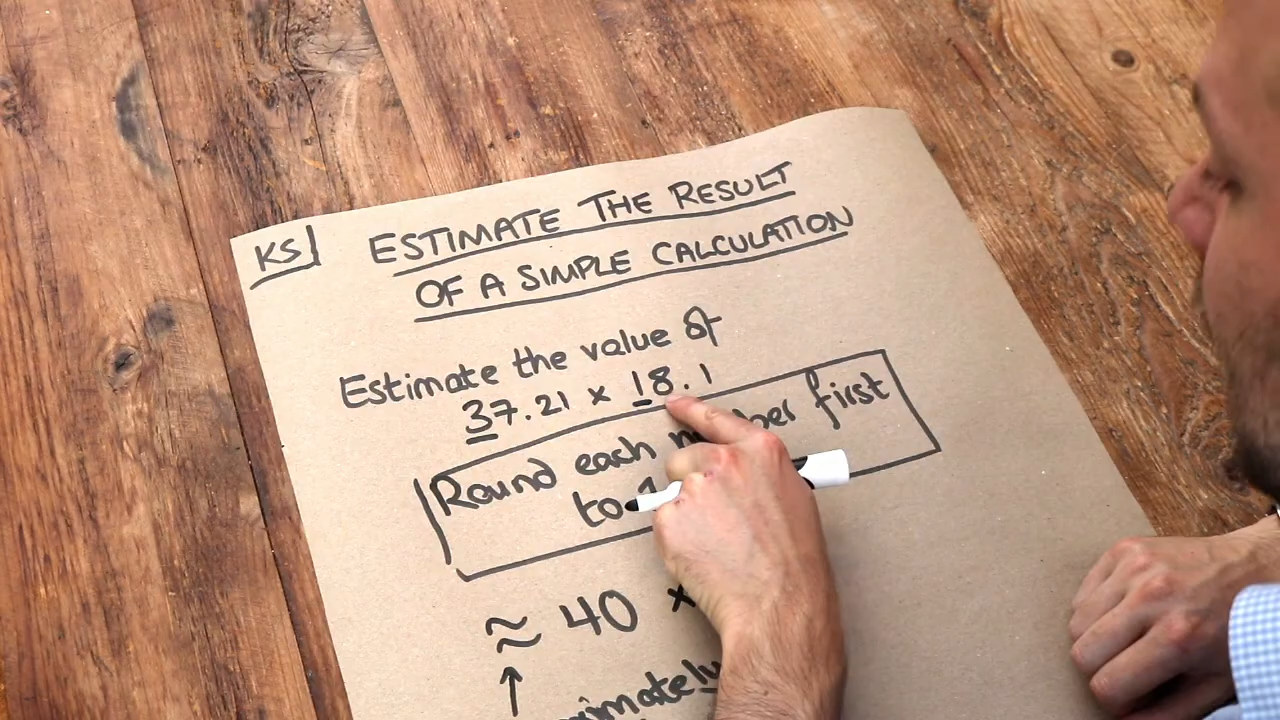 KS1
ESTIMATE THE RESULT
OF A SIMPLE CALCULATION
Estimate the value of
37.21 × 18.1
Round each first
to
≈ 40 ×
↑